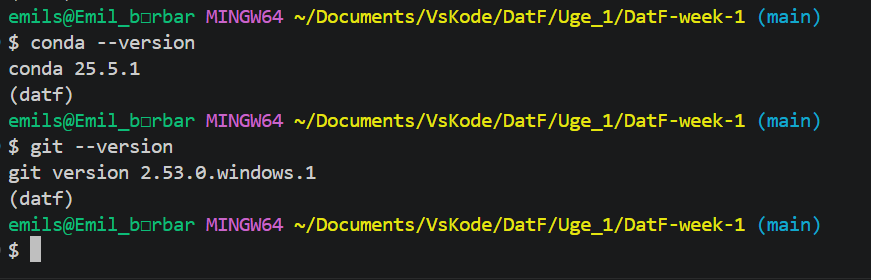 emils@Emil_b□rbar MINGW64 ~/Documents/VsKode/DatF/Uge_1/DatF-week-1 (main)
$ conda --version
conda 25.5.1
(datf)
emils@Emil_b□rbar MINGW64 ~/Documents/VsKode/DatF/Uge_1/DatF-week-1 (main)
$ git --version
git version 2.53.0.windows.1
(datf)
emils@Emil_b□rbar MINGW64 ~/Documents/VsKode/DatF/Uge_1/DatF-week-1 (main)
$